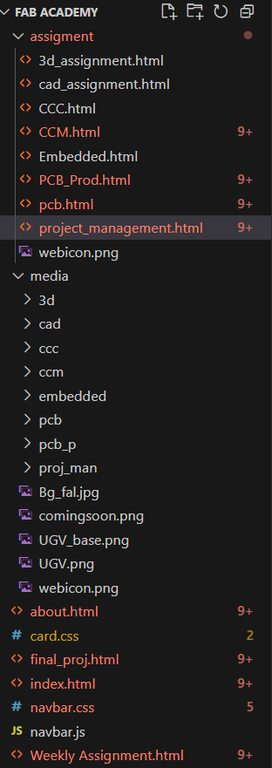 FAB ACADEMY
assigment
3d_assignment.html
cad_assignment.html
CCC.html
CCM.html 9+
Embedded.html
PCB_Prod.html 9+
pcb.html 9+
project_management.html 9+
webicon.png
media
3d
cad
ccc
ccm
embedded
pcb
pcb_p
proj_man
Bg_fal.jpg
comingsoon.png
UGV_base.png
UGV.png
webicon.png
about.html 9+
# card.css 2
final_proj.html 9+
index.html 9+
# navbar.css 5
JS navbar.js
Weekly Assignment.html 9+